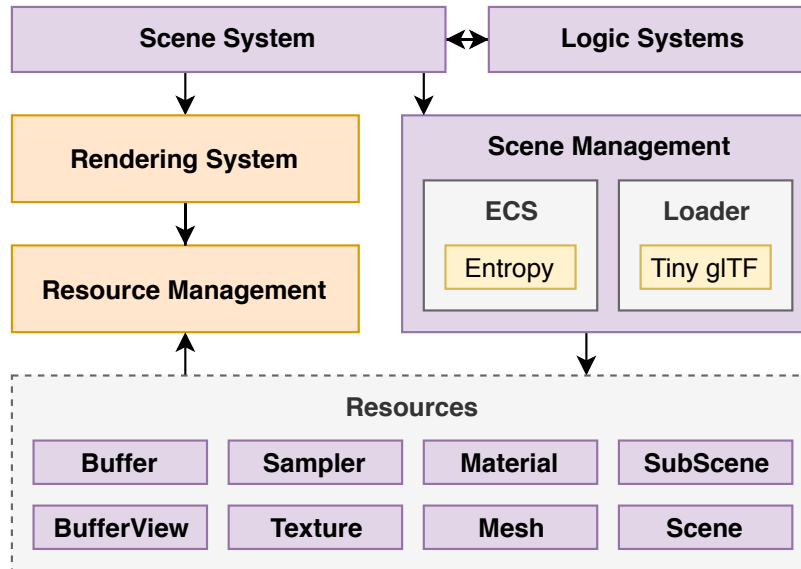 Scene System
Logic Systems
Rendering System
Scene Management
ECS
Loader
Entropy
Tiny glTF
Resource Management
Resources
Buffer
Sampler
Material
SubScene
BufferView
Texture
Mesh
Scene